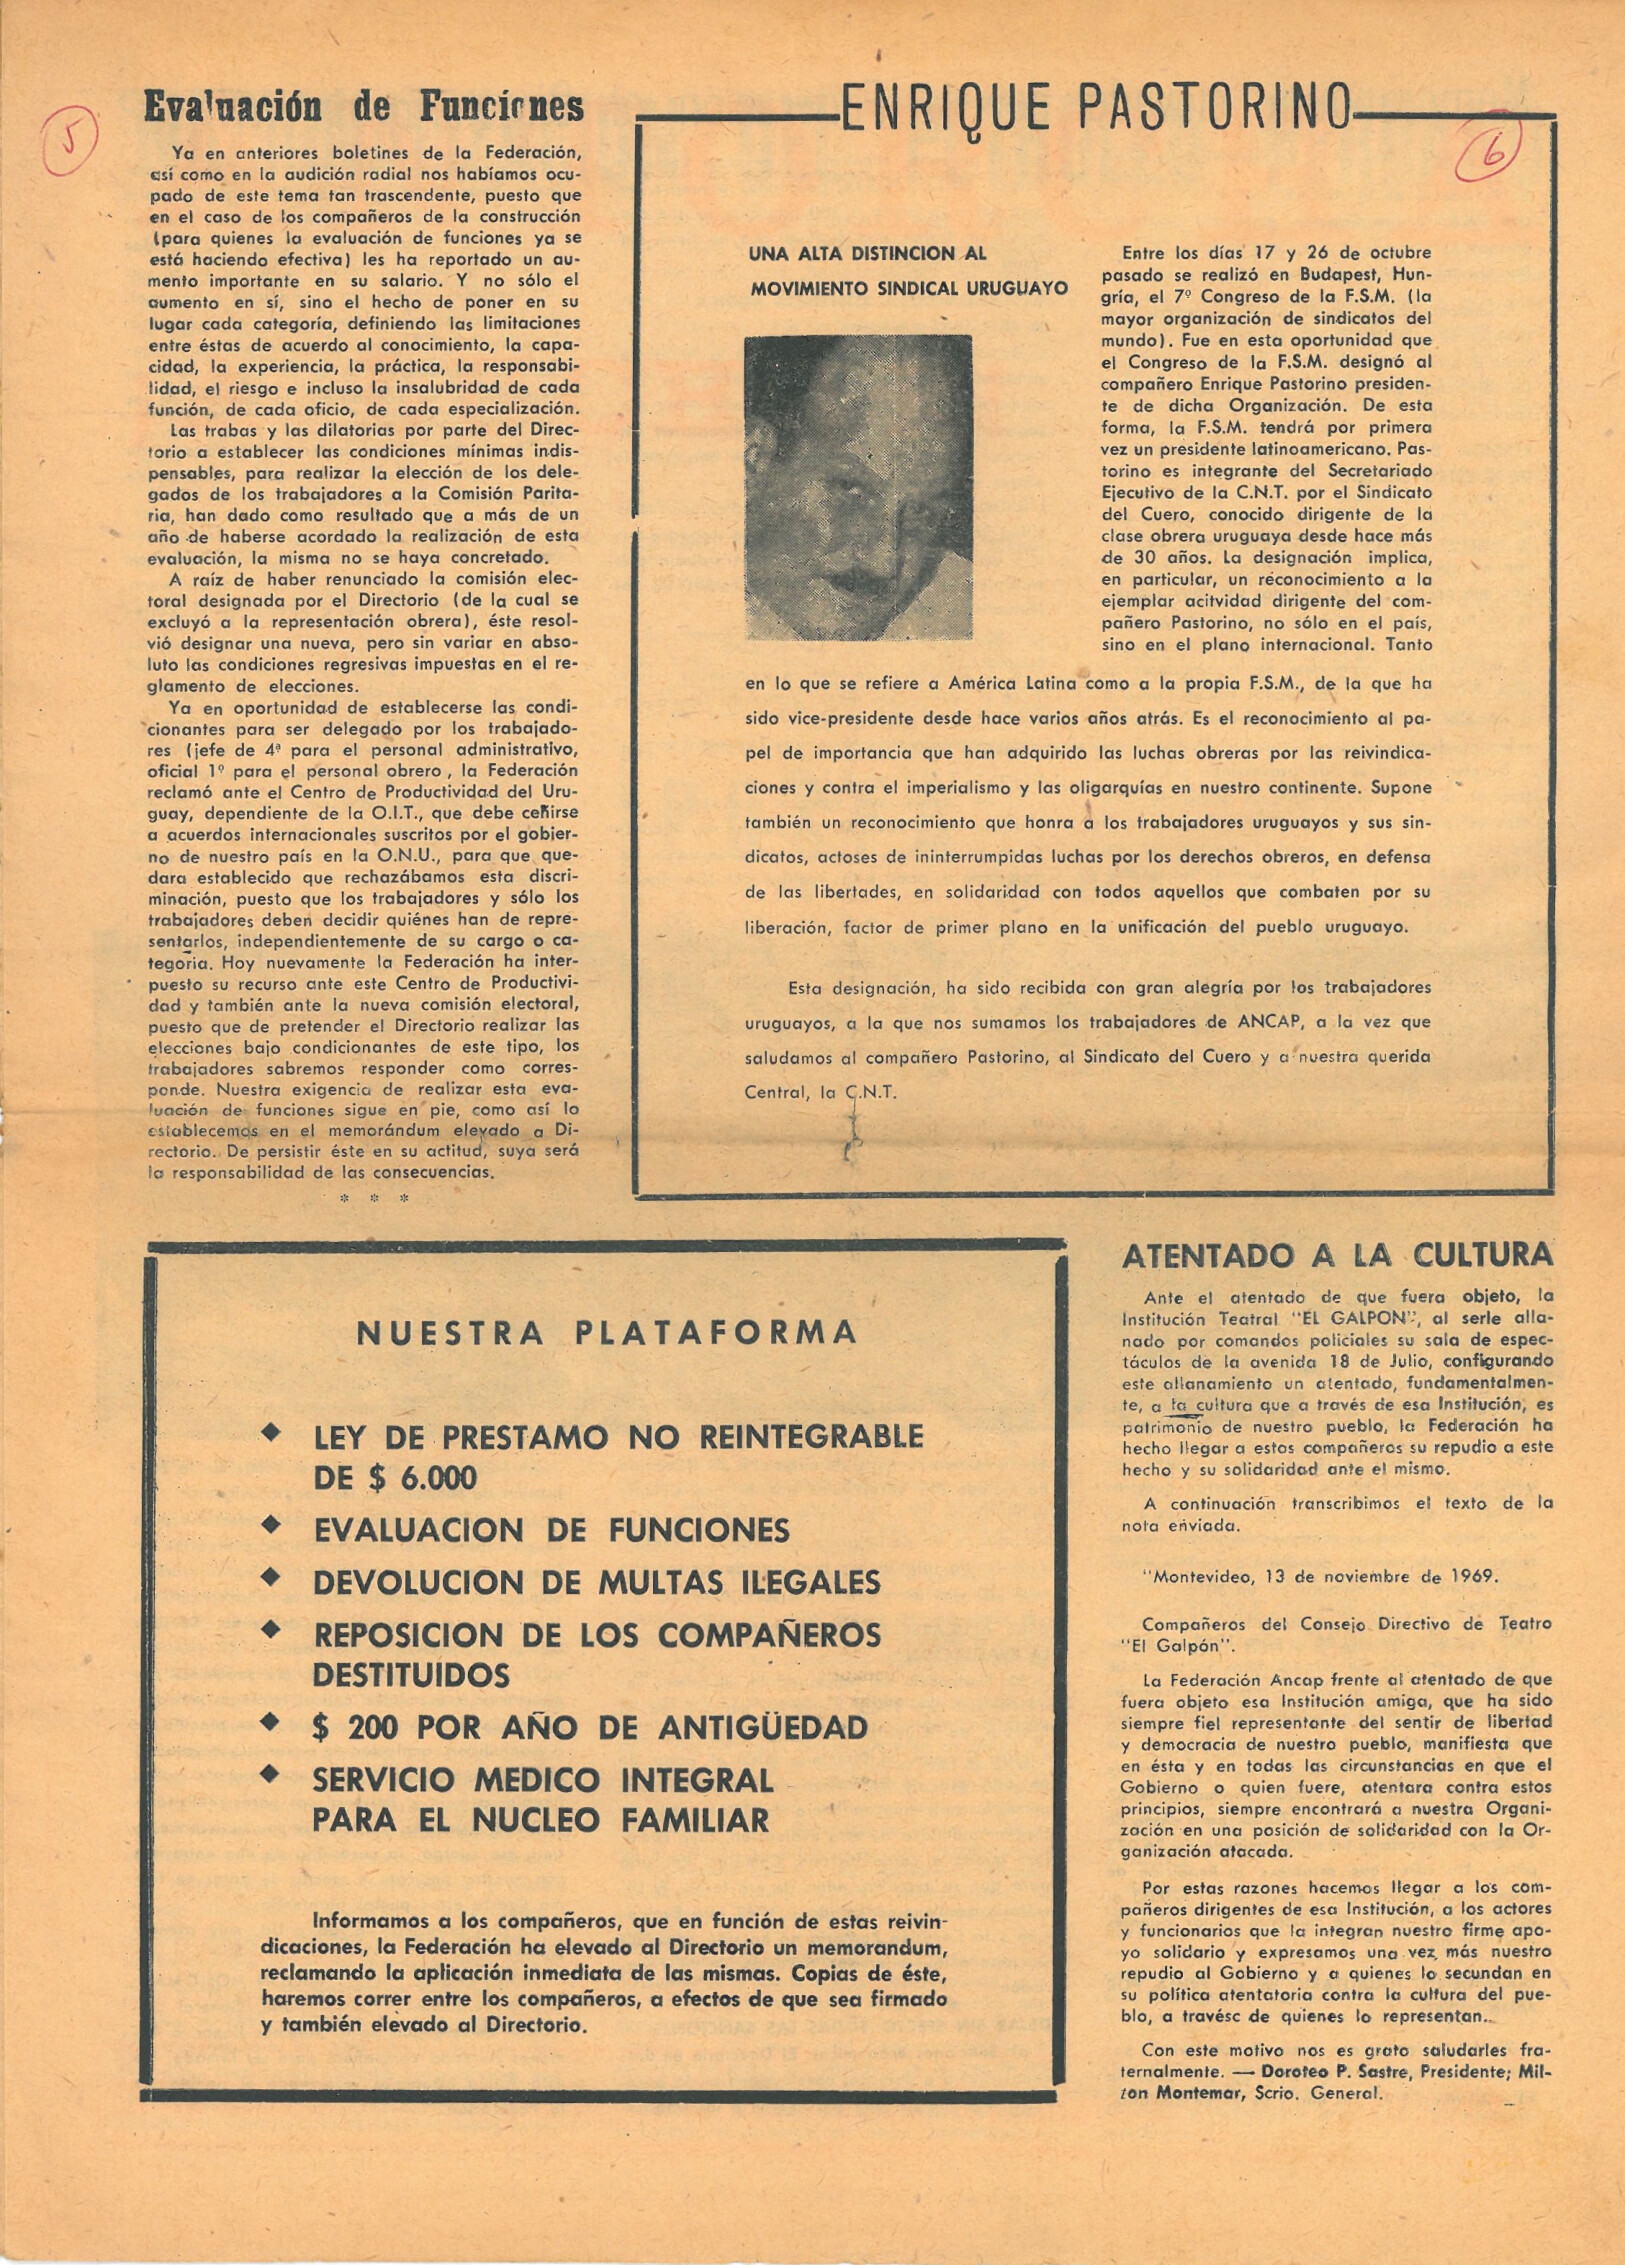 5
Evaluación de Funciones
Ya en anteriores boletines de la Federación,
así como en la audición radial nos habíamos ocu-
pado de este tema tan trascendente, puesto que
en el caso de los compañeros de la construcción
(para quienes la evaluación de funciones ya se
está haciendo efectiva) les ha reportado un au-
mento importante en su salario. Y no sólo el
aumento en sí, sino el hecho de poner en su
lugar cada categoría, definiendo las limitaciones
entre éstas de acuerdo al conocimiento, la capa-
cidad, la experiencia, la práctica, la responsabi-
lidad, el riesgo e incluso la insalubridad de cada
función, de cada oficio, de cada especialización.
Las trabas y las dilatorias por parte del Direc-
torio a establecer las condiciones mínimas indis-
pensables, para realizar la elección de los dele-
gados de los trabajadores a la Comisión Parita-
ria, han dado como resultado que a más de un
año de haberse acordado la realización de esta
evaluación, la misma no se haya concretado.
A raíz de haber renunciado la comisión elec-
toral designada por el Directorio (de la cual se
excluyó a la representación obrera), éste resol-
vió designar una nueva, pero sin variar en abso-
luto las condiciones regresivas impuestas en el re-
glamento de elecciones.
Ya en oportunidad de establecerse las condi-
cionantes para ser delegado por los trabajado-
res (jefe de 4ª para el personal administrativo,
oficial 1º para el personal obrero , la Federación
reclamó ante el Centro de Productividad del Uru-
guay, dependiente de la O.I.T., que debe ceñirse
a acuerdos internacionales suscritos por el gobier-
no de nuestro país en la O.N.U., para que que-
dara establecido que rechazábamos esta discri-
minación, puesto que los trabajadores y sólo los
trabajadores deben decidir quiénes han de repre-
sentarlos, independientemente de su cargo o ca-
tegoría. Hoy nuevamente la Federación ha inter-
puesto su recurso ante este Centro de Productivi-
dad y también ante la nueva comisión electoral,
puesto que de pretender el Directorio realizar las
elecciones bajo condicionantes de este tipo, los
trabajadores sabremos responder como corres-
ponde. Nuestra exigencia de realizar esta eva-
luación de funciones sigue en pie, como así lo
establecemos en el memorándum elevado a Di-
rectorio. De persistir éste en su actitud, suya será
la responsabilidad de las consecuencias.
* * *
ENRIQUE PASTORINO
6
UNA ALTA DISTINCION AL
MOVIMIENTO SINDICAL URUGUAYO
Entre los días 17 y 26 de octubre
pasado se realizó en Budapest, Hun-
gría, el 7º Congreso de la F.S.M. (la
mayor organización de sindicatos del
mundo). Fue en esta oportunidad que
el Congreso de la F.S.M. designó al
compañero Enrique Pastorino presiden-
te de dicha Organización. De esta
forma, la F.S.M. tendrá por primera
vez un presidente latinoamericano. Pas-
torino es integrante del Secretariado
Ejecutivo de la C.N.T. por el Sindicato
del Cuero, conocido dirigente de la
clase obrera uruguaya desde hace más
de 30 años. La designación implica,
en particular, un reconocimiento a la
ejemplar acitvidad dirigente del com-
pañero Pastorino, no sólo en el país,
sino en el plano internacional. Tanto
en lo que se refiere a América Latina como a la propia F.S.M., de la que ha
sido vice-presidente desde hace varios años atrás. Es el reconocimiento al pa-
pel de importancia que han adquirido las luchas obreras por las reivindica-
ciones y contra el imperialismo y las oligarquías en nuestro continente. Supone
también un reconocimiento que honra a los trabajadores uruguayos y sus sin-
dicatos, actoses de ininterrumpidas luchas por los derechos obreros, en defensa
de las libertades, en solidaridad con todos aquellos que combaten por su
liberación, factor de primer plano en la unificación del pueblo uruguayo.
Esta designación, ha sido recibida con gran alegría por los trabajadores
uruguayos, a la que nos sumamos los trabajadores de ANCAP, a la vez que
saludamos al compañero Pastorino, al Sindicato del Cuero y a nuestra querida
Central, la C.N.T.
NUESTRA PLATAFORMA
◆ LEY DE PRESTAMO NO REINTEGRABLE
DE $ 6.000
◆ EVALUACION DE FUNCIONES
◆ DEVOLUCION DE MULTAS ILEGALES
◆ REPOSICION DE LOS COMPAÑEROS
DESTITUIDOS
◆ $ 200 POR AÑO DE ANTIGÜEDAD
◆ SERVICIO MEDICO INTEGRAL
PARA EL NUCLEO FAMILIAR
Informamos a los compañeros, que en función de estas reivin-
dicaciones, la Federación ha elevado al Directorio un memorandum,
reclamando la aplicación inmediata de las mismas. Copias de éste,
haremos correr entre los compañeros, a efectos de que sea firmado
y también elevado al Directorio.
ATENTADO A LA CULTURA
Ante el atentado de que fuera objeto, la
Institución Teatral "EL GALPON", al serle alla-
nado por comandos policiales su sala de espec-
táculos de la avenida 18 de Julio, configurando
este allanamiento un atentado, fundamentalmen-
te, a la cultura que a través de esa Institución, es
patrimonio de nuestro pueblo, la Federación ha
hecho llegar a estos compañeros su repudio a este
hecho y su solidaridad ante el mismo.
A continuación transcribimos el texto de la
nota enviada.
"Montevideo, 13 de noviembre de 1969.
Compañeros del Consejo Directivo de Teatro
"El Galpón".
La Federación Ancap frente al atentado de que
fuera objeto esa Institución amiga, que ha sido
siempre fiel representante del sentir de libertad
y democracia de nuestro pueblo, manifiesta que
en ésta y en todas las circunstancias en que el
Gobierno o quien fuere, atentara contra estos
principios, siempre encontrará a nuestra Organi-
zación en una posición de solidaridad con la Or-
ganización atacada.
Por estas razones hacemos llegar a los com-
pañeros dirigentes de esa Institución, a los actores
y funcionarios que la integran nuestro firme apo-
yo solidario y expresamos una vez más nuestro
repudio al Gobierno y a quienes lo secundan en
su política atentatoria contra la cultura del pue-
blo, a travésc de quienes lo representan..
Con este motivo nos es grato saludarles fra-
ternalmente. — Doroteo P. Sastre, Presidente; Mil-
ton Montemar, Scrio. General.